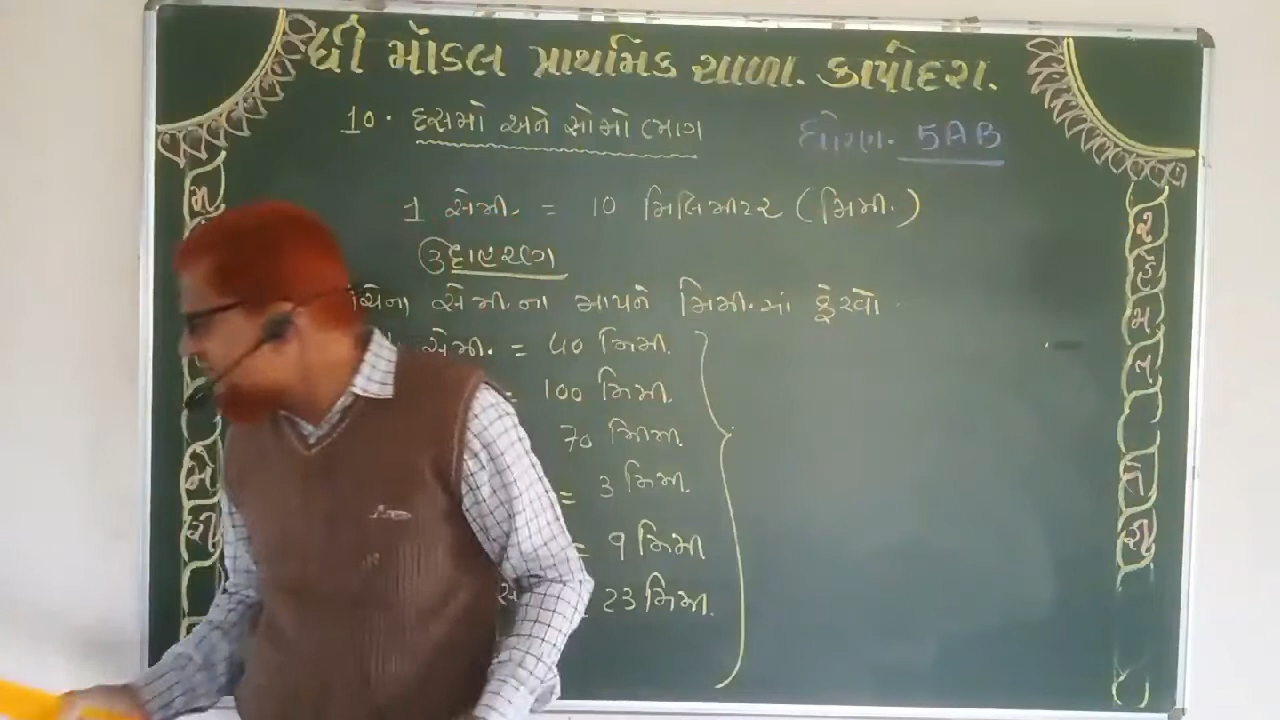 ધી મોડલ પ્રાથમિક શાળા. કાપોદરા.
10. દસમો અને સોમો ભાગ
ધોરણ. 5AB
1 સેમી. = 10 મિલિમીટર (મિમી.)
ઉદાહરણ
સેમી.ના માપને મિમી.માં ફેરવો.
સેમી. = 40 મિમી.
= 100 મિમી.
70 મિમી.
= 3 મિમી.
= 9 મિમી
23 મિમી.